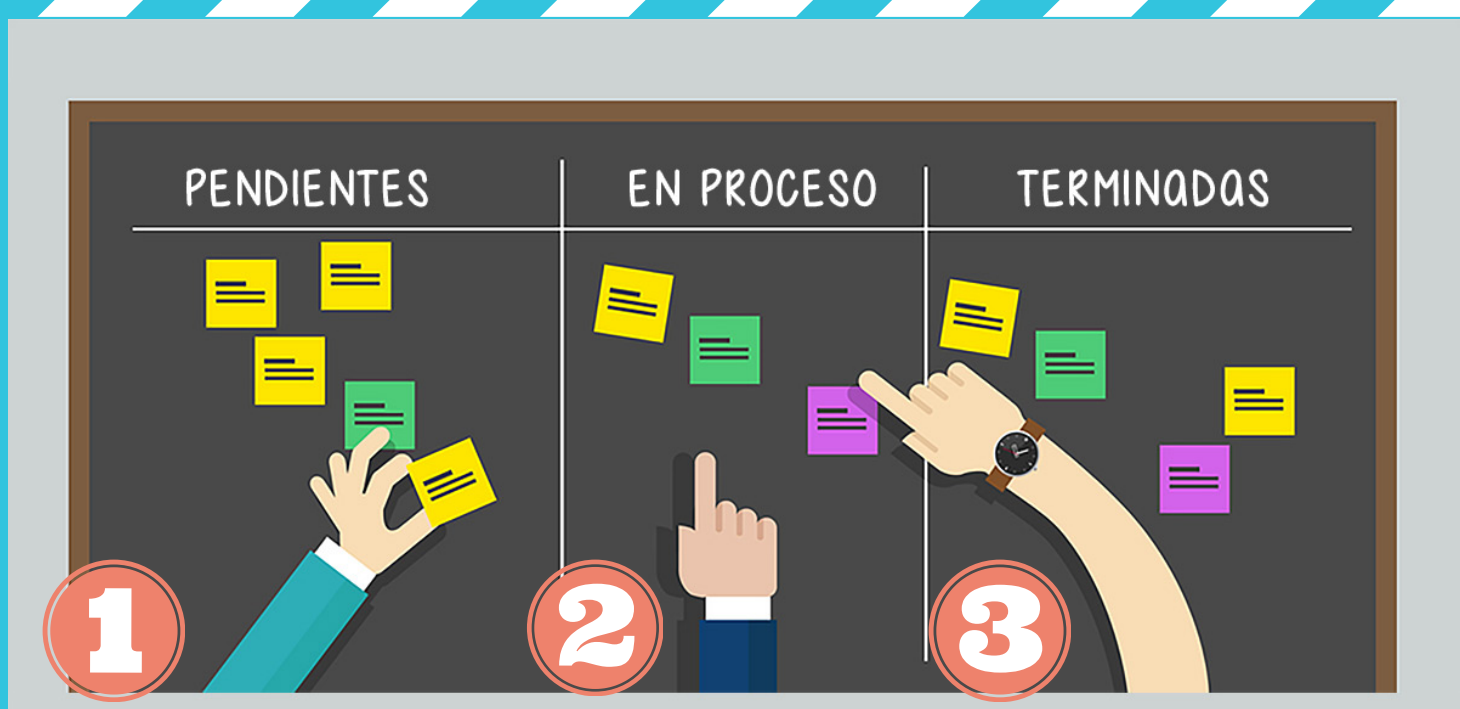 PENDIENTES
EN PROCESO
TERMINADAS
1
2
3